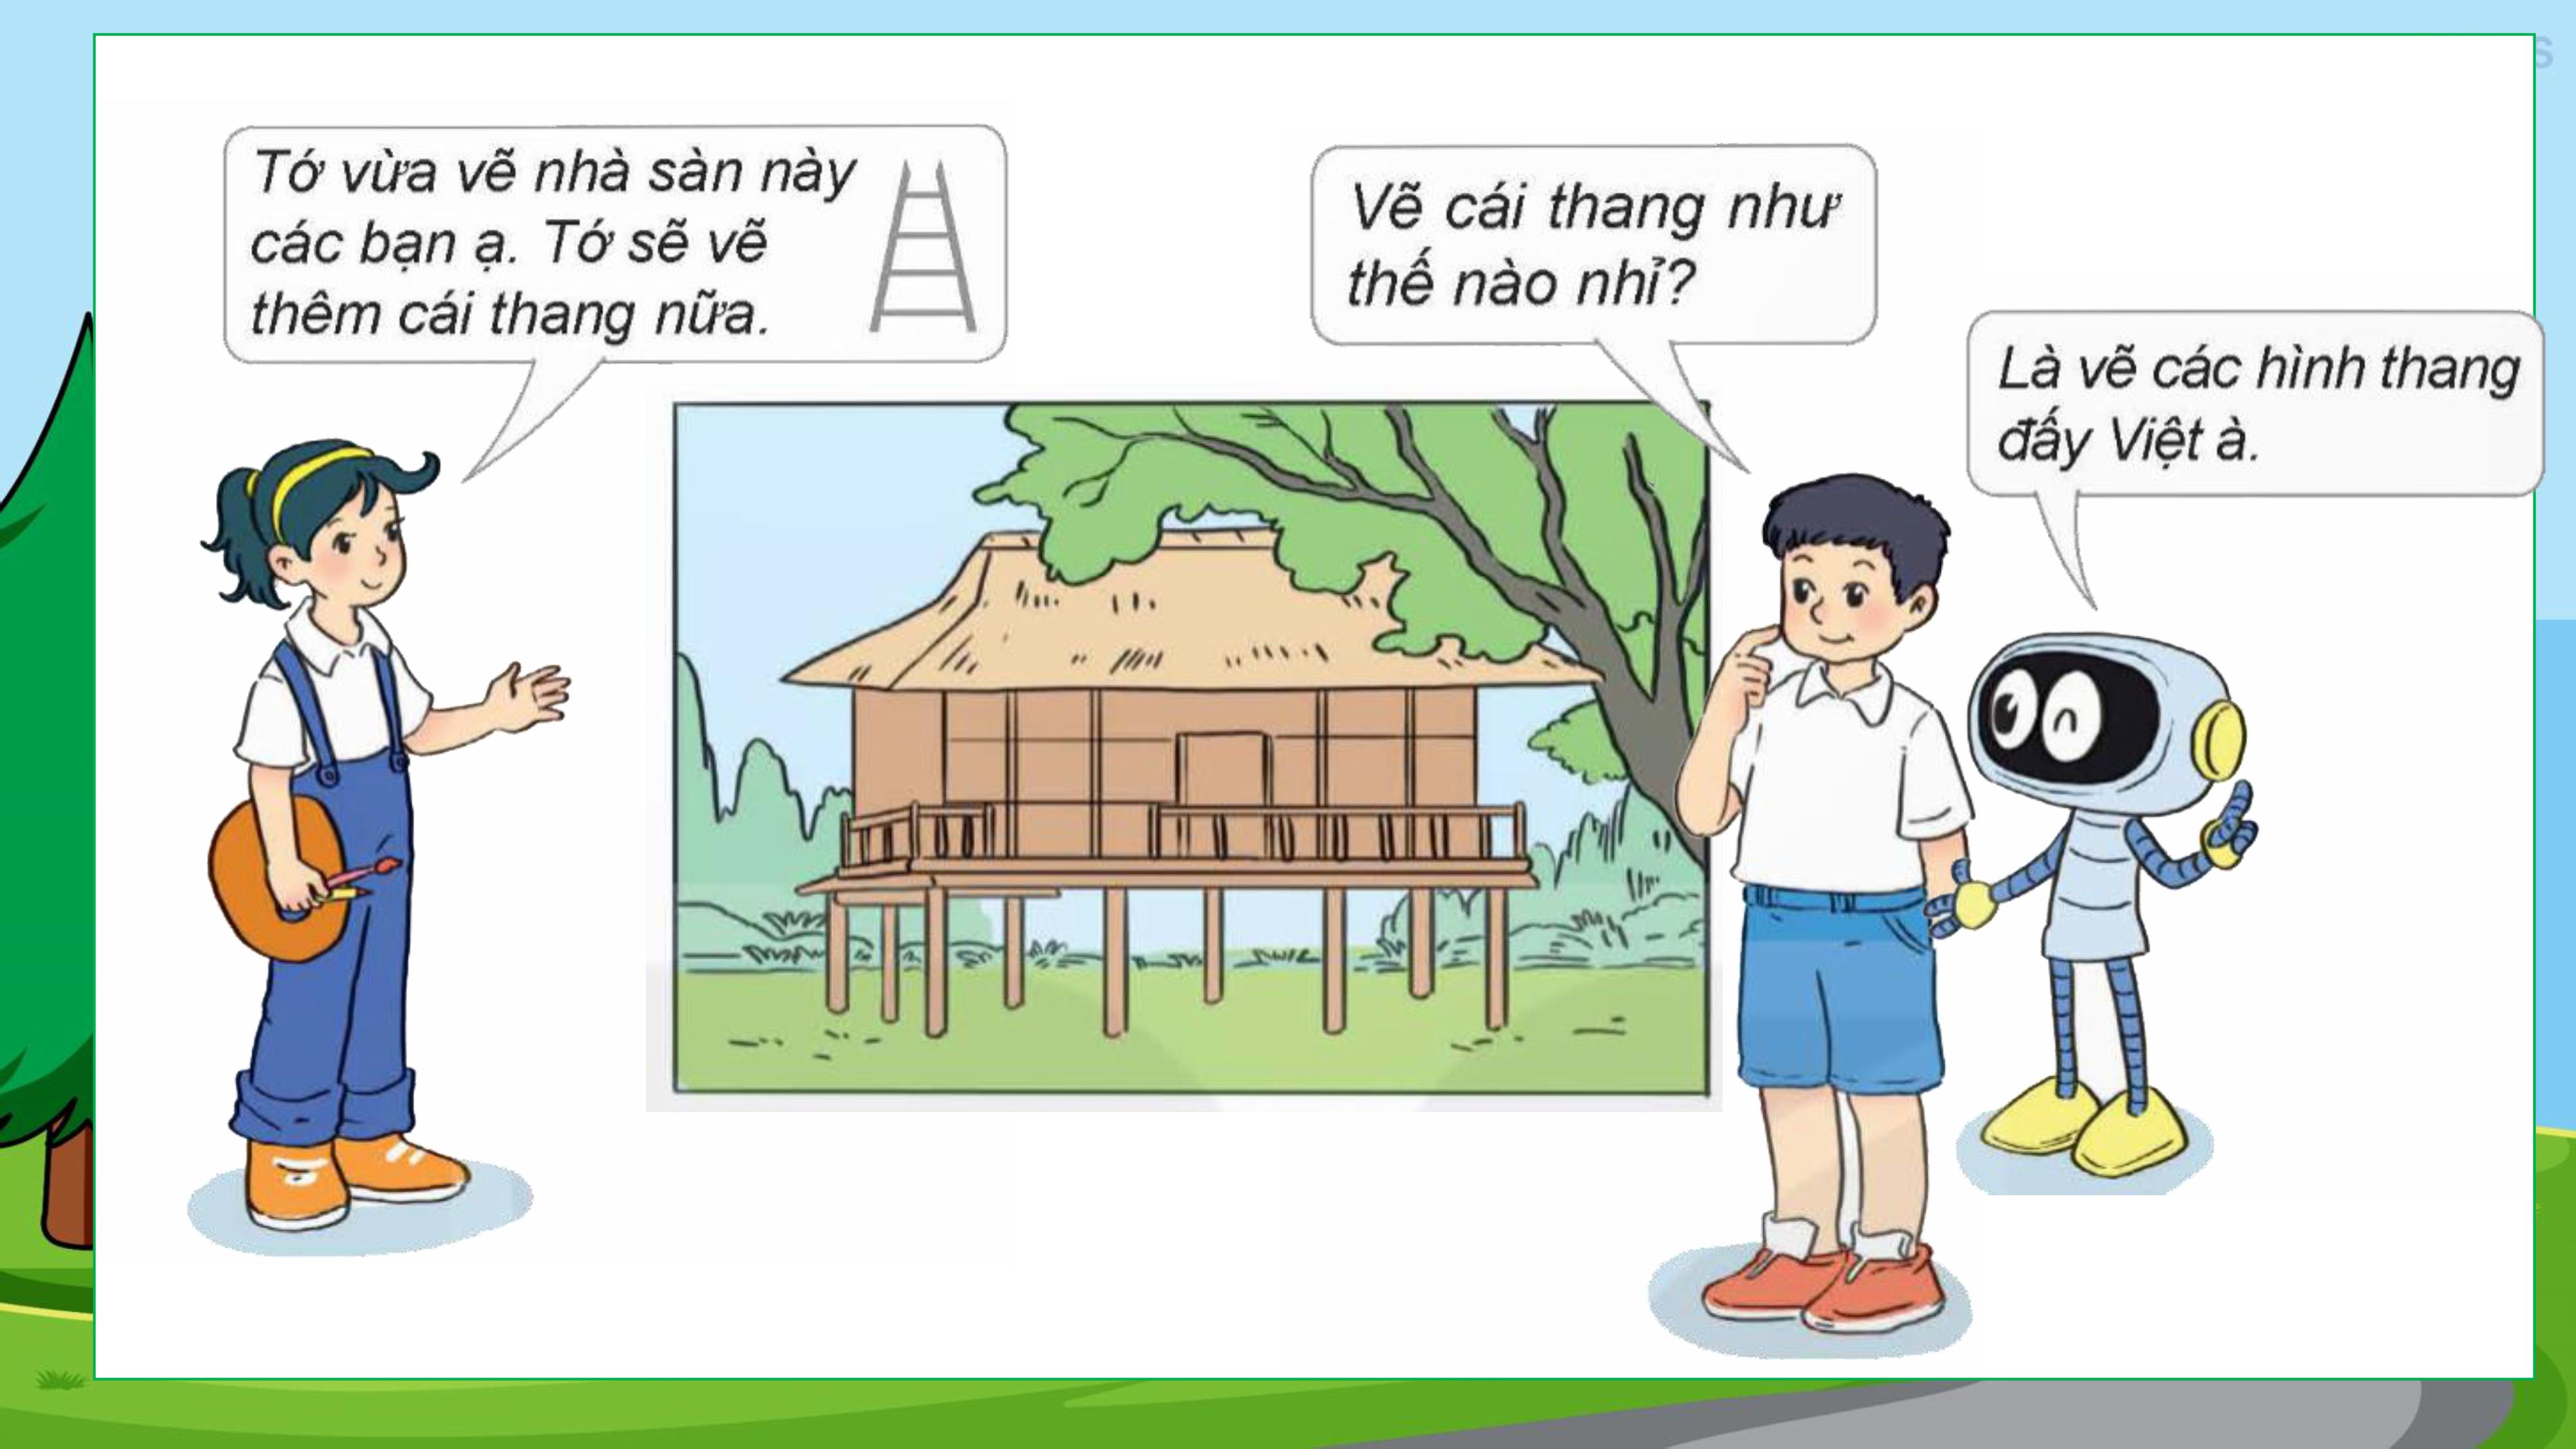 Tớ vừa vẽ nhà sàn này
các bạn ạ. Tớ sẽ vẽ
thêm cái thang nữa.
Vẽ cái thang như
thế nào nhỉ?
Là vẽ các hình thang
đấy Việt à.